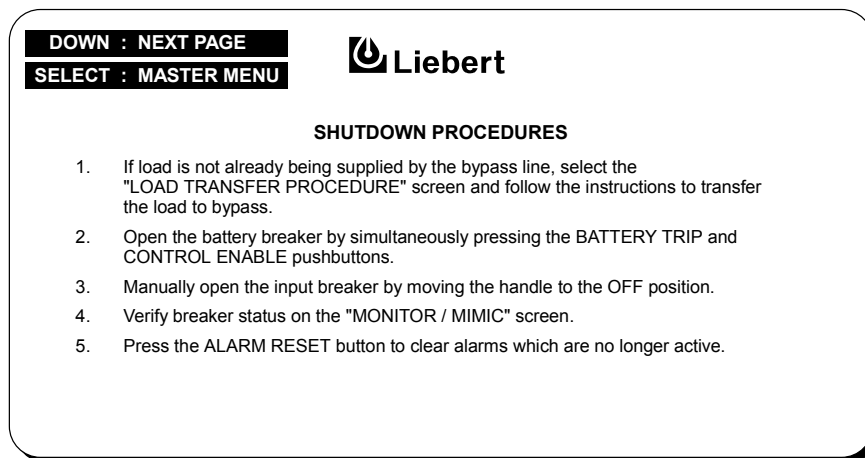 DOWN : NEXT PAGE
SELECT : MASTER MENU
Liebert
SHUTDOWN PROCEDURES
1. If load is not already being supplied by the bypass line, select the
"LOAD TRANSFER PROCEDURE" screen and follow the instructions to transfer
the load to bypass.
2. Open the battery breaker by simultaneously pressing the BATTERY TRIP and
CONTROL ENABLE pushbuttons.
3. Manually open the input breaker by moving the handle to the OFF position.
4. Verify breaker status on the "MONITOR / MIMIC" screen.
5. Press the ALARM RESET button to clear alarms which are no longer active.